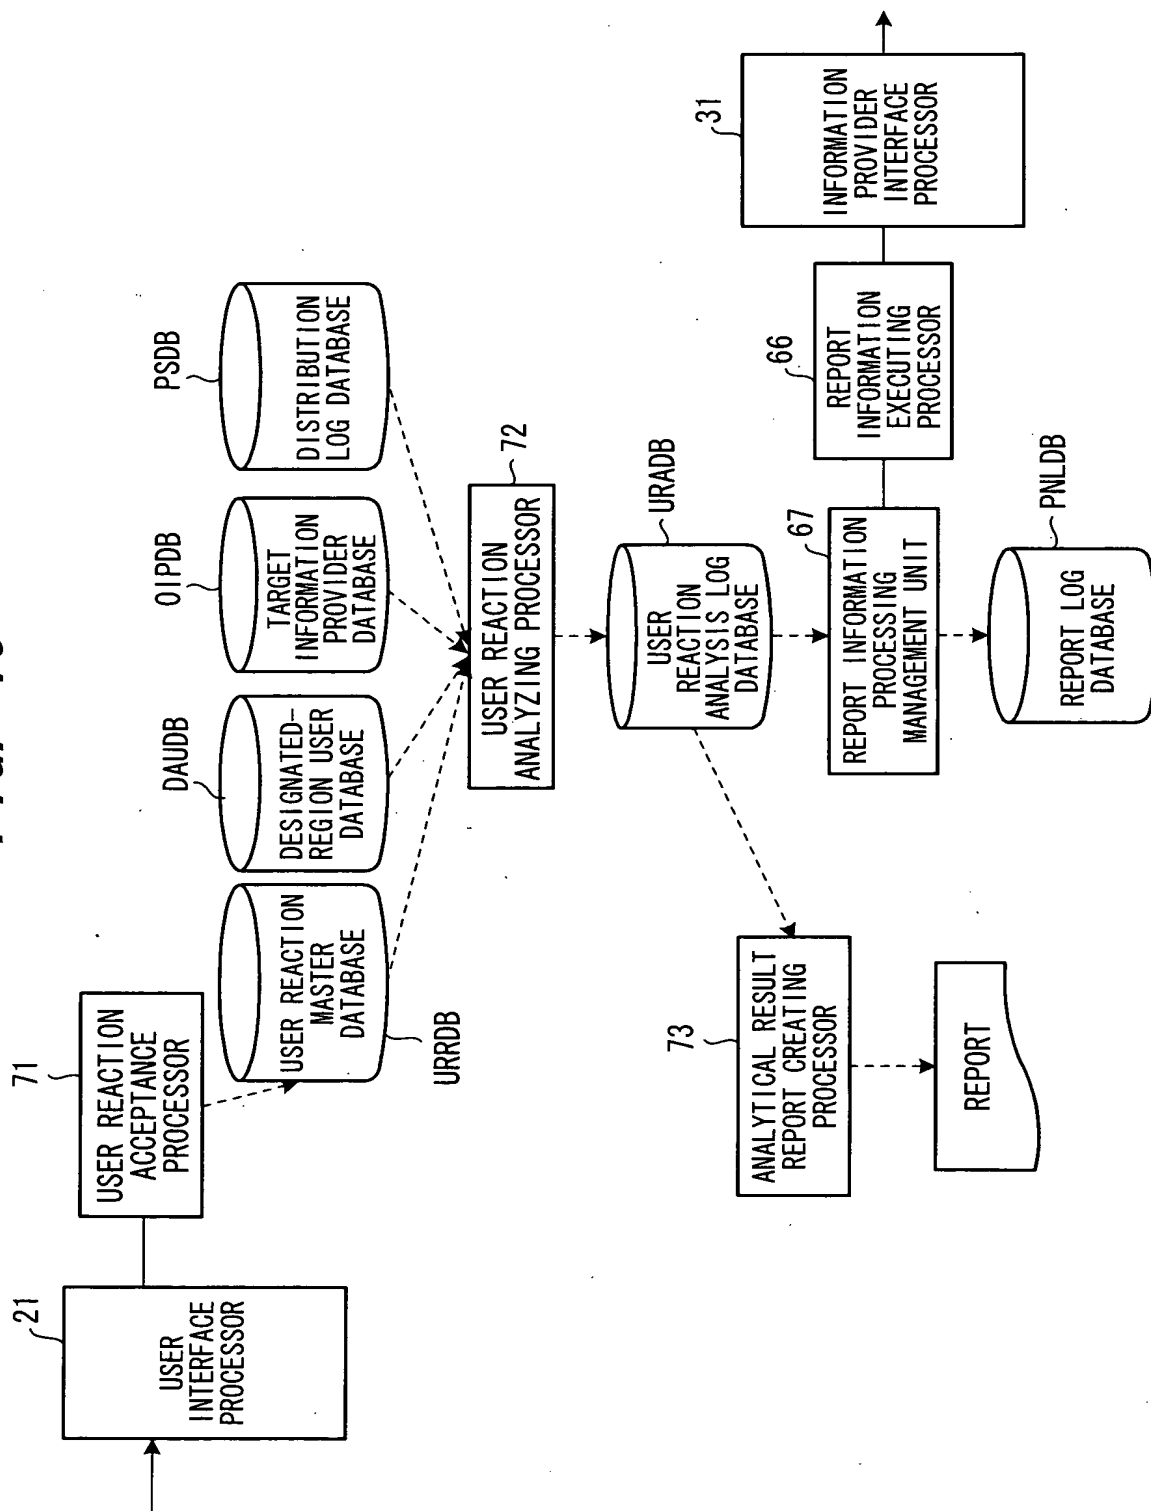 21
USER
INTERFACE
PROCESSOR
71
USER REACTION
ACCEPTANCE
PROCESSOR
USER REACTION
MASTER
DATABASE
URRDB
DAUDB
DESIGNATED-
REGION USER
DATABASE
OIPDB
TARGET
INFORMATION
PROVIDER
DATABASE
PSDB
DISTRIBUTION
LOG DATABASE
72
USER REACTION
ANALYZING PROCESSOR
URADB
USER
REACTION
ANALYSIS LOG
DATABASE
73
ANALYTICAL RESULT
REPORT CREATING
PROCESSOR
REPORT
67
REPORT INFORMATION
PROCESSING
MANAGEMENT UNIT
PNLDB
REPORT LOG
DATABASE
66
REPORT
INFORMATION
EXECUTING
PROCESSOR
31
INFORMATION
PROVIDER
INTERFACE
PROCESSOR